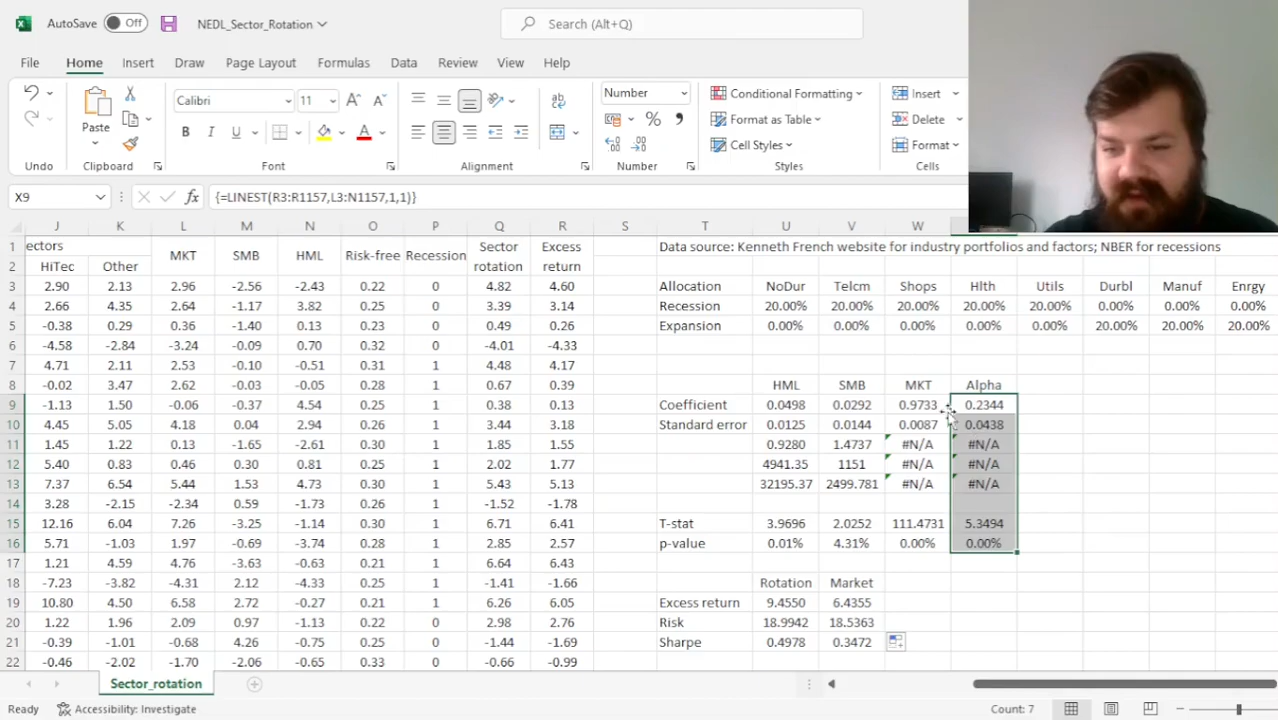 AutoSave Off NEDL_Sector_Rotation Search (Alt+Q)
File Home Insert Draw Page Layout Formulas Data Review View Help
Calibri 11 Number Conditional Formatting Insert
Paste Format as Table Delete
Cell Styles Format
Undo Clipboard Font Alignment Number Styles Cells
X9 {=LINEST(R3:R1157,L3:N1157,1,1)}
J K L M N O P Q R S T U V W
1 ectors MKT SMB HML Risk-free Recession Sector rotation Excess return Data source: Kenneth French website for industry portfolios and factors; NBER for recessions
2 HiTec Other
3 2.90 2.13 2.96 -2.56 -2.43 0.22 0 4.82 4.60 Allocation NoDur Telcm Shops Hlth Utils Durbl Manuf Enrgy
4 2.66 4.35 2.64 -1.17 3.82 0.25 0 3.39 3.14 Recession 20.00% 20.00% 20.00% 20.00% 20.00% 0.00% 0.00% 0.00%
5 -0.38 0.29 0.36 -1.40 0.13 0.23 0 0.49 0.26 Expansion 0.00% 0.00% 0.00% 0.00% 0.00% 20.00% 20.00% 20.00%
6 -4.58 -2.84 -3.24 -0.09 0.70 0.32 0 -4.01 -4.33
7 4.71 2.11 2.53 -0.10 -0.51 0.31 1 4.48 4.17
8 -0.02 3.47 2.62 -0.03 -0.05 0.28 1 0.67 0.39 HML SMB MKT Alpha
9 -1.13 1.50 -0.06 -0.37 4.54 0.25 1 0.38 0.13 Coefficient 0.0498 0.0292 0.9733 0.2344
10 4.45 5.05 4.18 0.04 2.94 0.26 1 3.44 3.18 Standard error 0.0125 0.0144 0.0087 0.0438
11 1.45 1.22 0.13 -1.65 -2.61 0.30 1 1.85 1.55 0.9280 1.4737 #N/A #N/A
12 5.40 0.83 0.46 0.30 0.81 0.25 1 2.02 1.77 4941.35 1151 #N/A #N/A
13 7.37 6.54 5.44 1.53 4.73 0.30 1 5.43 5.13 32195.37 2499.781 #N/A #N/A
14 3.28 -2.15 -2.34 0.59 -1.73 0.26 1 -1.52 -1.78
15 12.16 6.04 7.26 -3.25 -1.14 0.30 1 6.71 6.41 T-stat 3.9696 2.0252 111.4731 5.3494
16 5.71 -1.03 1.97 -0.69 -3.74 0.28 1 2.85 2.57 p-value 0.01% 4.31% 0.00% 0.00%
17 1.21 4.59 4.76 -3.63 -0.63 0.21 1 6.64 6.43
18 -7.23 -3.82 -4.31 2.12 -4.33 0.25 1 -1.41 -1.66 Rotation Market
19 10.80 4.50 6.58 2.72 -0.27 0.21 1 6.26 6.05 Excess return 9.4550 6.4355
20 1.22 1.96 2.09 0.97 -1.13 0.22 0 2.98 2.76 Risk 18.9942 18.5363
21 -0.39 -1.01 -0.68 4.26 -0.75 0.25 0 -1.44 -1.69 Sharpe 0.4978 0.3472
22 -0.46 -2.02 -1.70 -2.06 -0.65 0.33 0 -0.66 -0.99
Sector_rotation
Ready Accessibility: Investigate Count: 7